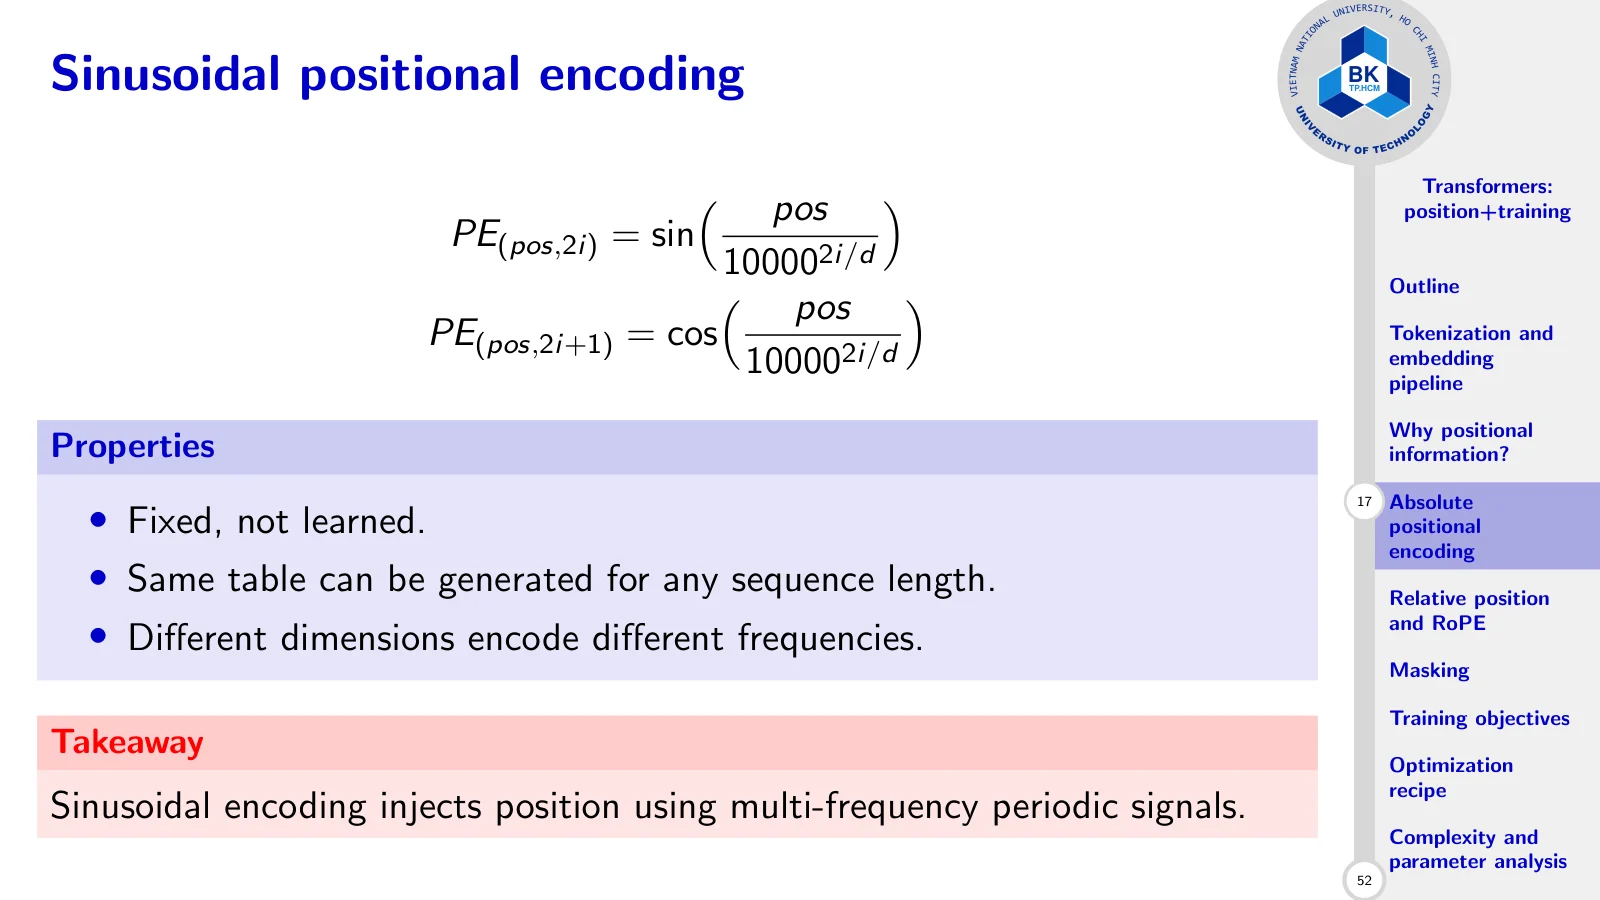 Sinusoidal positional encoding
PE_(pos,2i) = sin(pos / 10000^{2i/d})
PE_(pos,2i+1) = cos(pos / 10000^{2i/d})
Properties
• Fixed, not learned.
• Same table can be generated for any sequence length.
• Different dimensions encode different frequencies.
Takeaway
Sinusoidal encoding injects position using multi-frequency periodic signals.
VIETNAM NATIONAL UNIVERSITY, HO CHI MINH CITY
BK
TP.HCM
UNIVERSITY OF TECHNOLOGY
Transformers:
position+training
Outline
Tokenization and
embedding
pipeline
Why positional
information?
17
Absolute
positional
encoding
Relative position
and RoPE
Masking
Training objectives
Optimization
recipe
Complexity and
parameter analysis
52